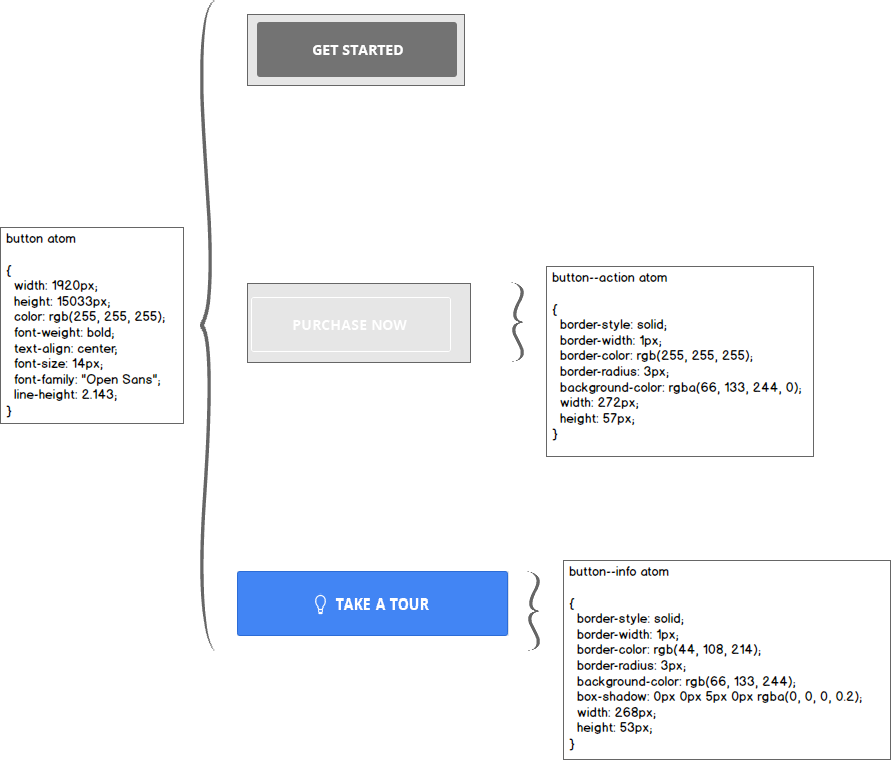 GET STARTED
button atom
{
width: 1920px;
height: 15033px;
color: rgb(255, 255, 255);
font-weight: bold;
text-align: center;
font-size: 14px;
font-family: "Open Sans";
line-height: 2.143;
}
PURCHASE NOW
button--action atom
{
border-style: solid;
border-width: 1px;
border-color: rgb(255, 255, 255);
border-radius: 3px;
background-color: rgba(66, 133, 244, 0);
width: 272px;
height: 57px;
}
TAKE A TOUR
button--info atom
{
border-style: solid;
border-width: 1px;
border-color: rgb(44, 108, 214);
border-radius: 3px;
background-color: rgb(66, 133, 244);
box-shadow: 0px 0px 5px 0px rgba(0, 0, 0, 0.2);
width: 268px;
height: 53px;
}